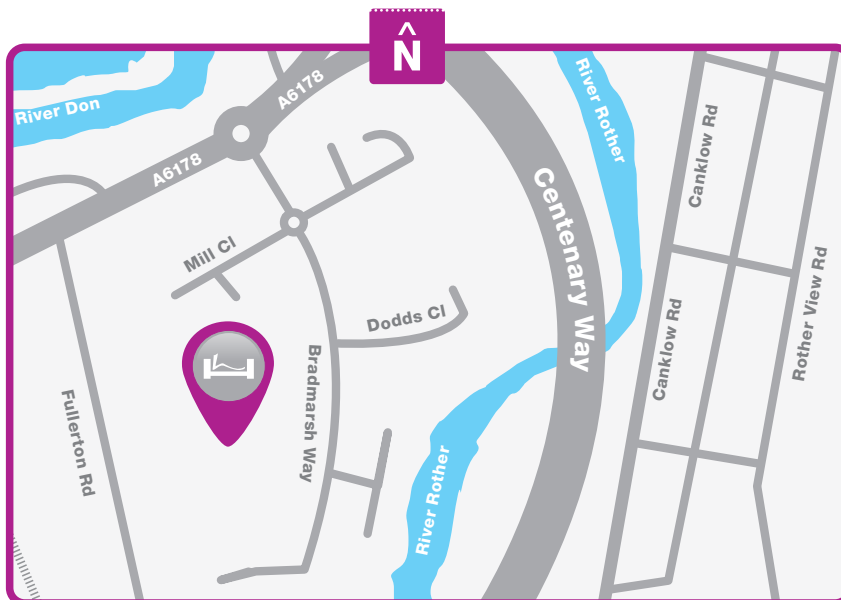 N
A6178
River Don
River Rother
A6178
Canklow Rd
Centenary Way
Mill Cl
Rother View Rd
Dodds Cl
Canklow Rd
Bradmarsh Way
Fullerton Rd
River Rother